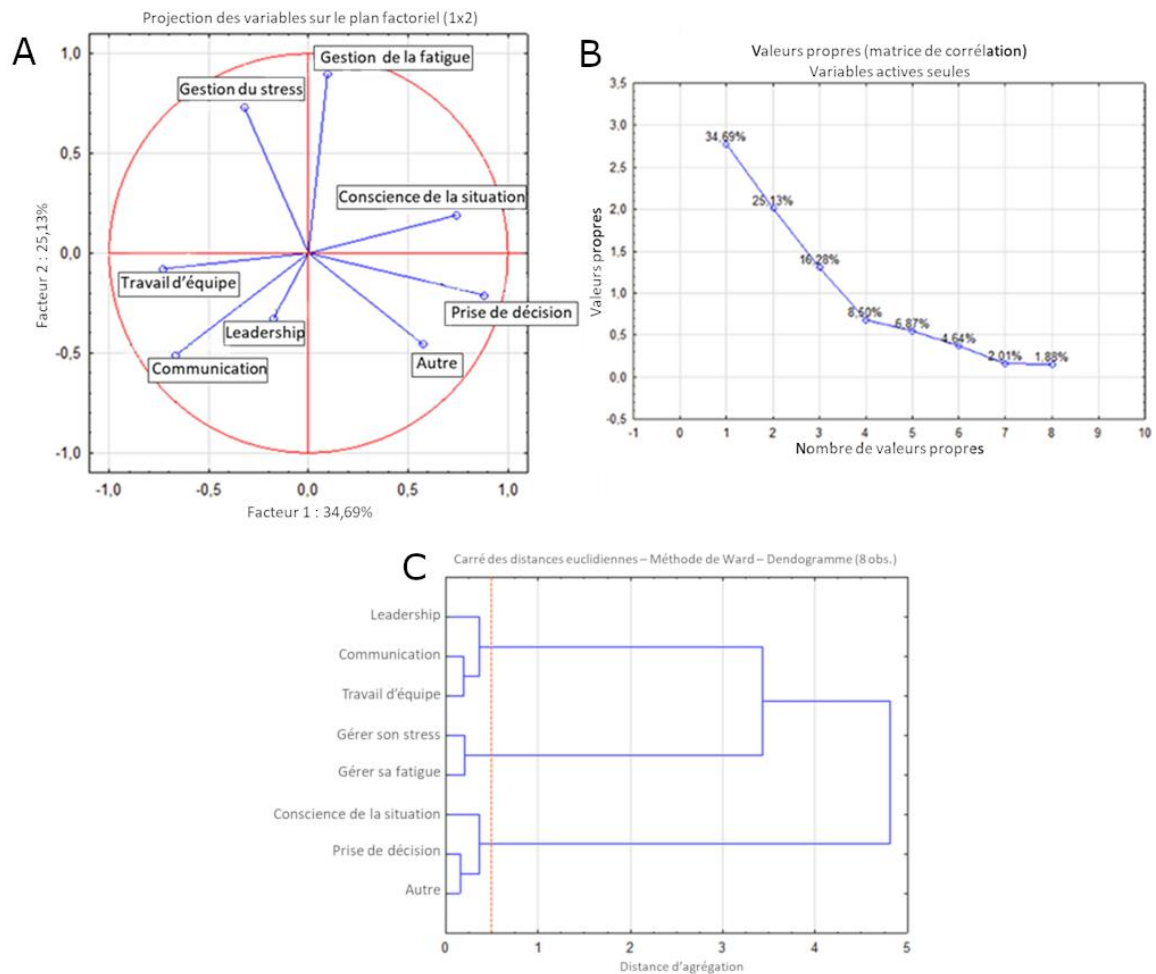 A
Projection des variables sur le plan factoriel (1x2)
1,0
Gestion de la fatigue
Gestion du stress
0,5
Conscience de la situation
Facteur 2 : 25,13%
0,0
Travail d'équipe
Prise de décision
Leadership
-0,5
Communication
Autre
-1,0
-1,0 -0,5 0,0 0,5 1,0
Facteur 1 : 34,69%
B
Valeurs propres (matrice de corrélation)
Variables actives seules
3,5
3,0
34,69%
2,5
2,0
25,13%
Valeurs propres
1,5
16,28%
1,0
8,50%
6,87%
0,5
4,64%
2,01%
1,88%
0,0
-0,5
-1 0 1 2 3 4 5 6 7 8 9 10
Nombre de valeurs propres
C
Carré des distances euclidiennes – Méthode de Ward – Dendogramme (8 obs.)
Leadership
Communication
Travail d'équipe
Gérer son stress
Gérer sa fatigue
Conscience de la situation
Prise de décision
Autre
0 1 2 3 4 5
Distance d'agrégation